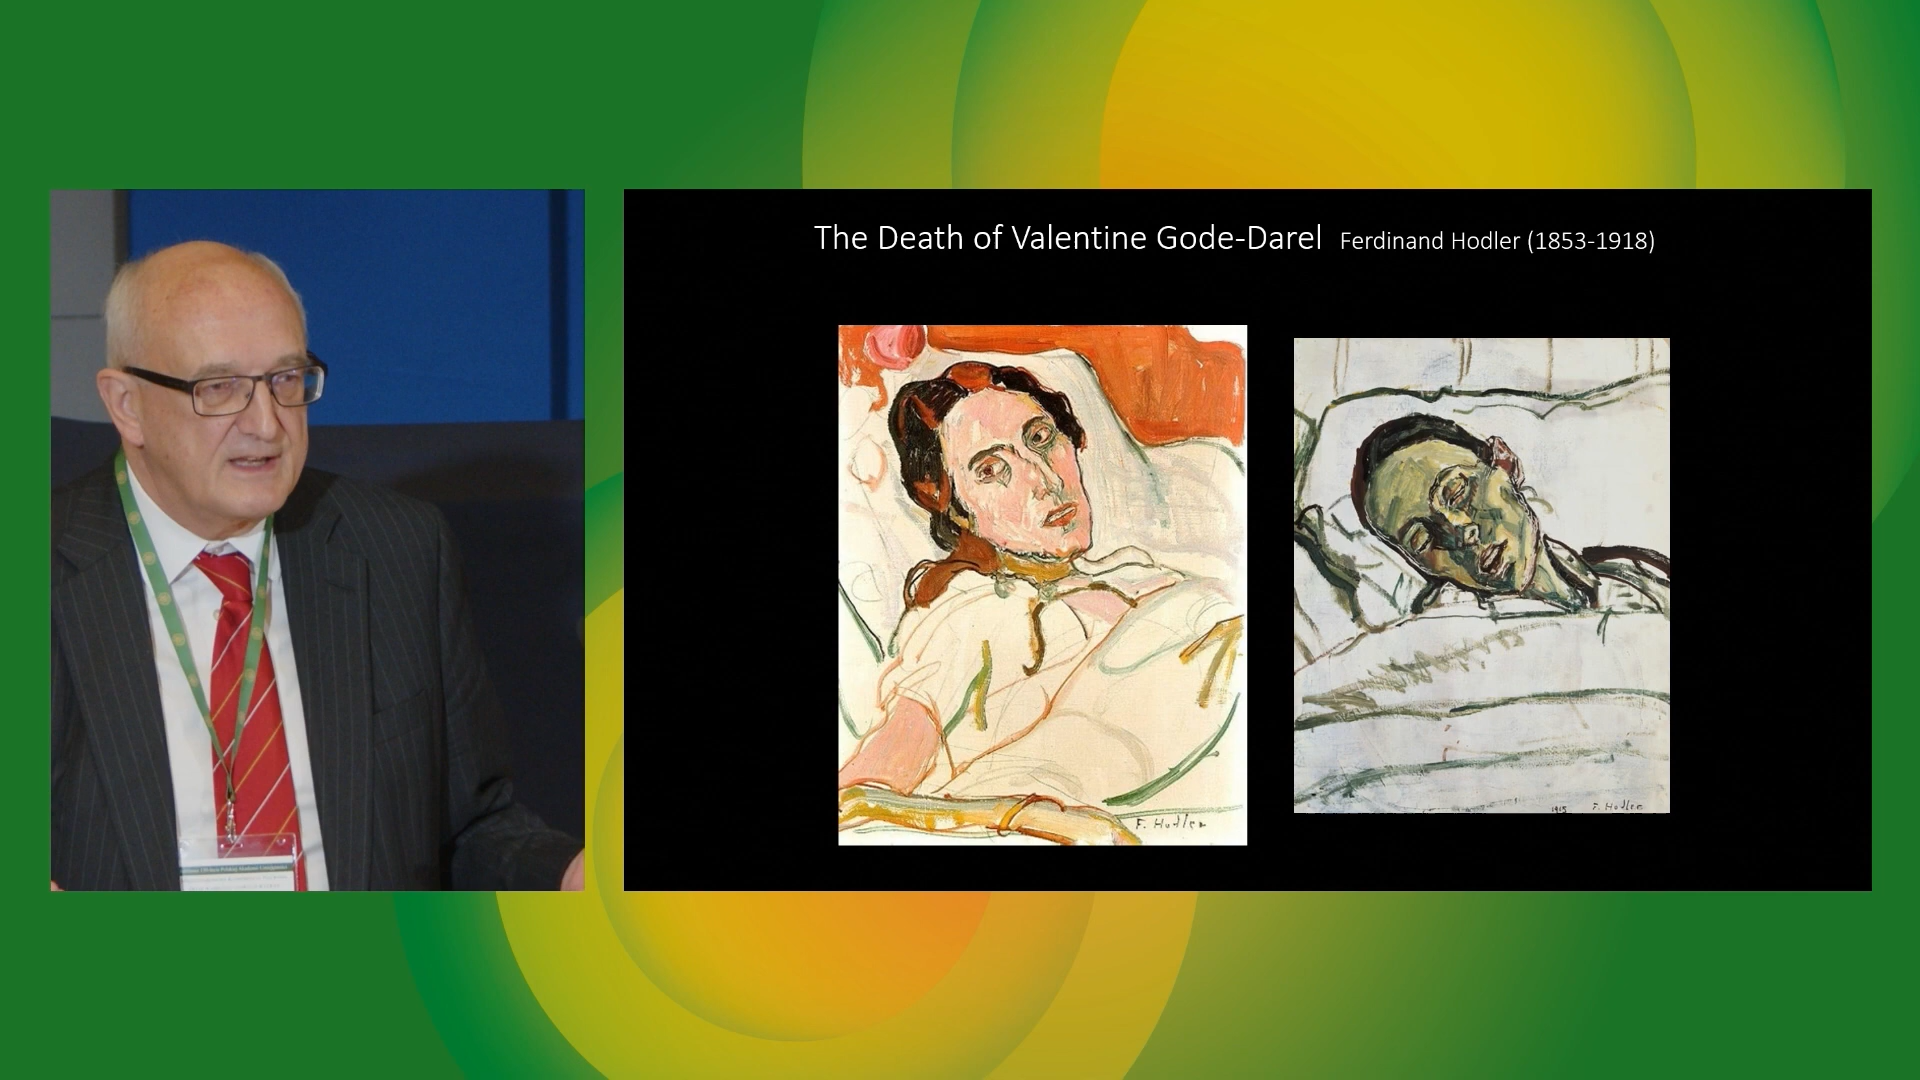 The Death of Valentine Gode-Darel Ferdinand Hodler (1853-1918)
F. Hodler
1915 F. Hodler